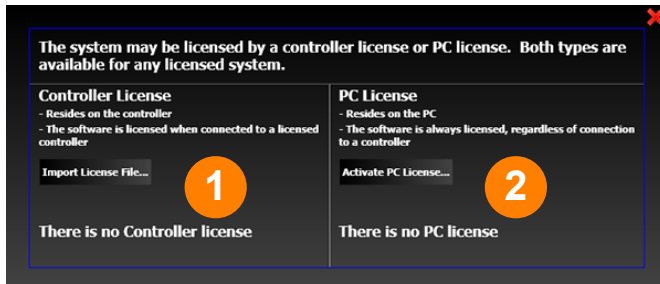 The system may be licensed by a controller license or PC license.  Both types are
available for any licensed system.
Controller License
- Resides on the controller
- The software is licensed when connected to a licensed
controller
Import License File...
1
There is no Controller license
PC License
- Resides on the PC
- The software is always licensed, regardless of connection
to a controller
Activate PC License...
2
There is no PC license